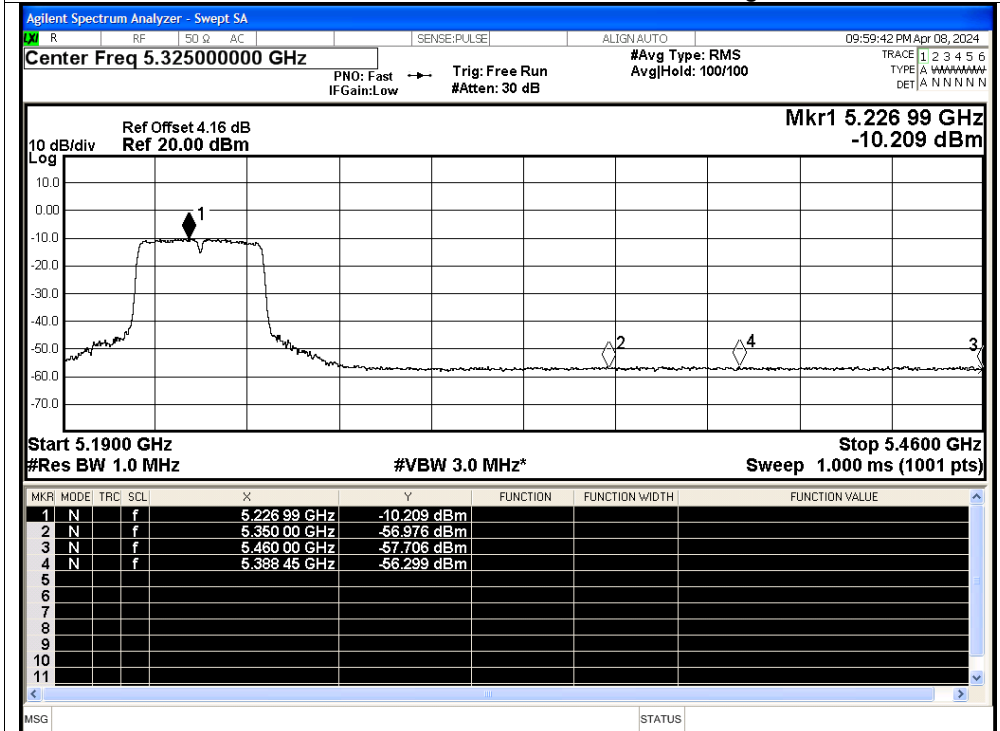 Agilent Spectrum Analyzer - Swept SA
LXI R RF 50 Ω AC SENSE:PULSE ALIGN AUTO 09:59:42 PM Apr 08, 2024
Center Freq 5.325000000 GHz
PNO: Fast
IFGain:Low
Trig: Free Run
#Atten: 30 dB
#Avg Type: RMS
Avg|Hold: 100/100
TRACE 1 2 3 4 5 6
TYPE A WWWWW
DET A N N N N N
Mkr1 5.226 99 GHz
-10.209 dBm
Ref Offset 4.16 dB
10 dB/div Ref 20.00 dBm
Log
10.0
0.00
-10.0
-20.0
-30.0
-40.0
-50.0
-60.0
-70.0
1
2
4
3
Start 5.1900 GHz Stop 5.4600 GHz
#Res BW 1.0 MHz #VBW 3.0 MHz* Sweep 1.000 ms (1001 pts)
MKR MODE TRC SCL X Y FUNCTION FUNCTION WIDTH FUNCTION VALUE
1 N f 5.226 99 GHz -10.209 dBm
2 N f 5.350 00 GHz -56.976 dBm
3 N f 5.460 00 GHz -57.706 dBm
4 N f 5.388 45 GHz -56.299 dBm
5
6
7
8
9
10
11
MSG STATUS